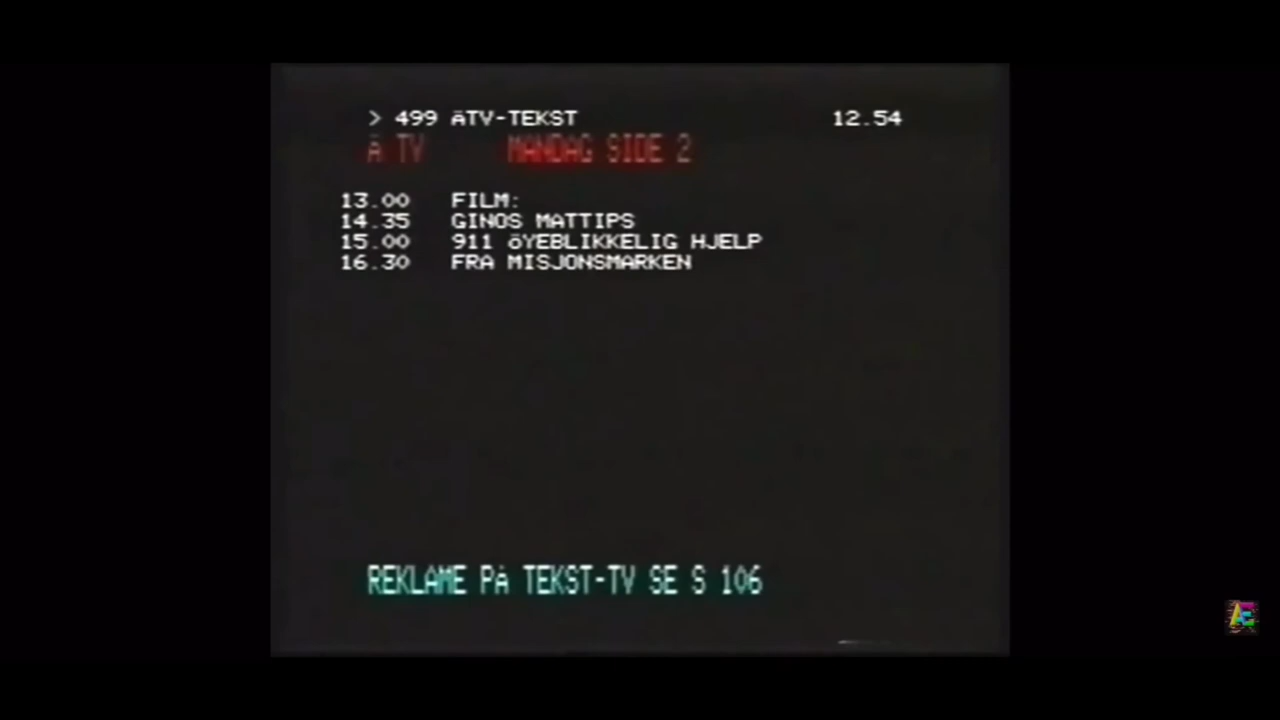 > 499 ÅTV-TEKST 12.54
Å TV MANDAG SIDE 2
13.00 FILM:
14.35 GINOS MATTIPS
15.00 911 öYEBLIKKELIG HJELP
16.30 FRA MISJONSMARKEN
REKLAME PÅ TEKST-TV SE S 106
Æ